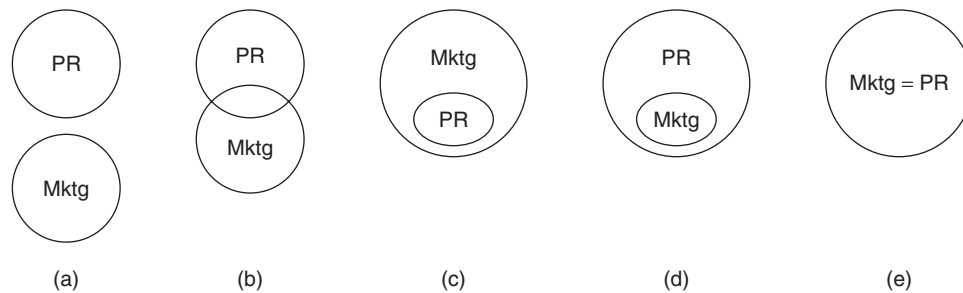 PR
Mktg
(a)
PR
Mktg
(b)
Mktg
PR
(c)
PR
Mktg
(d)
Mktg = PR
(e)